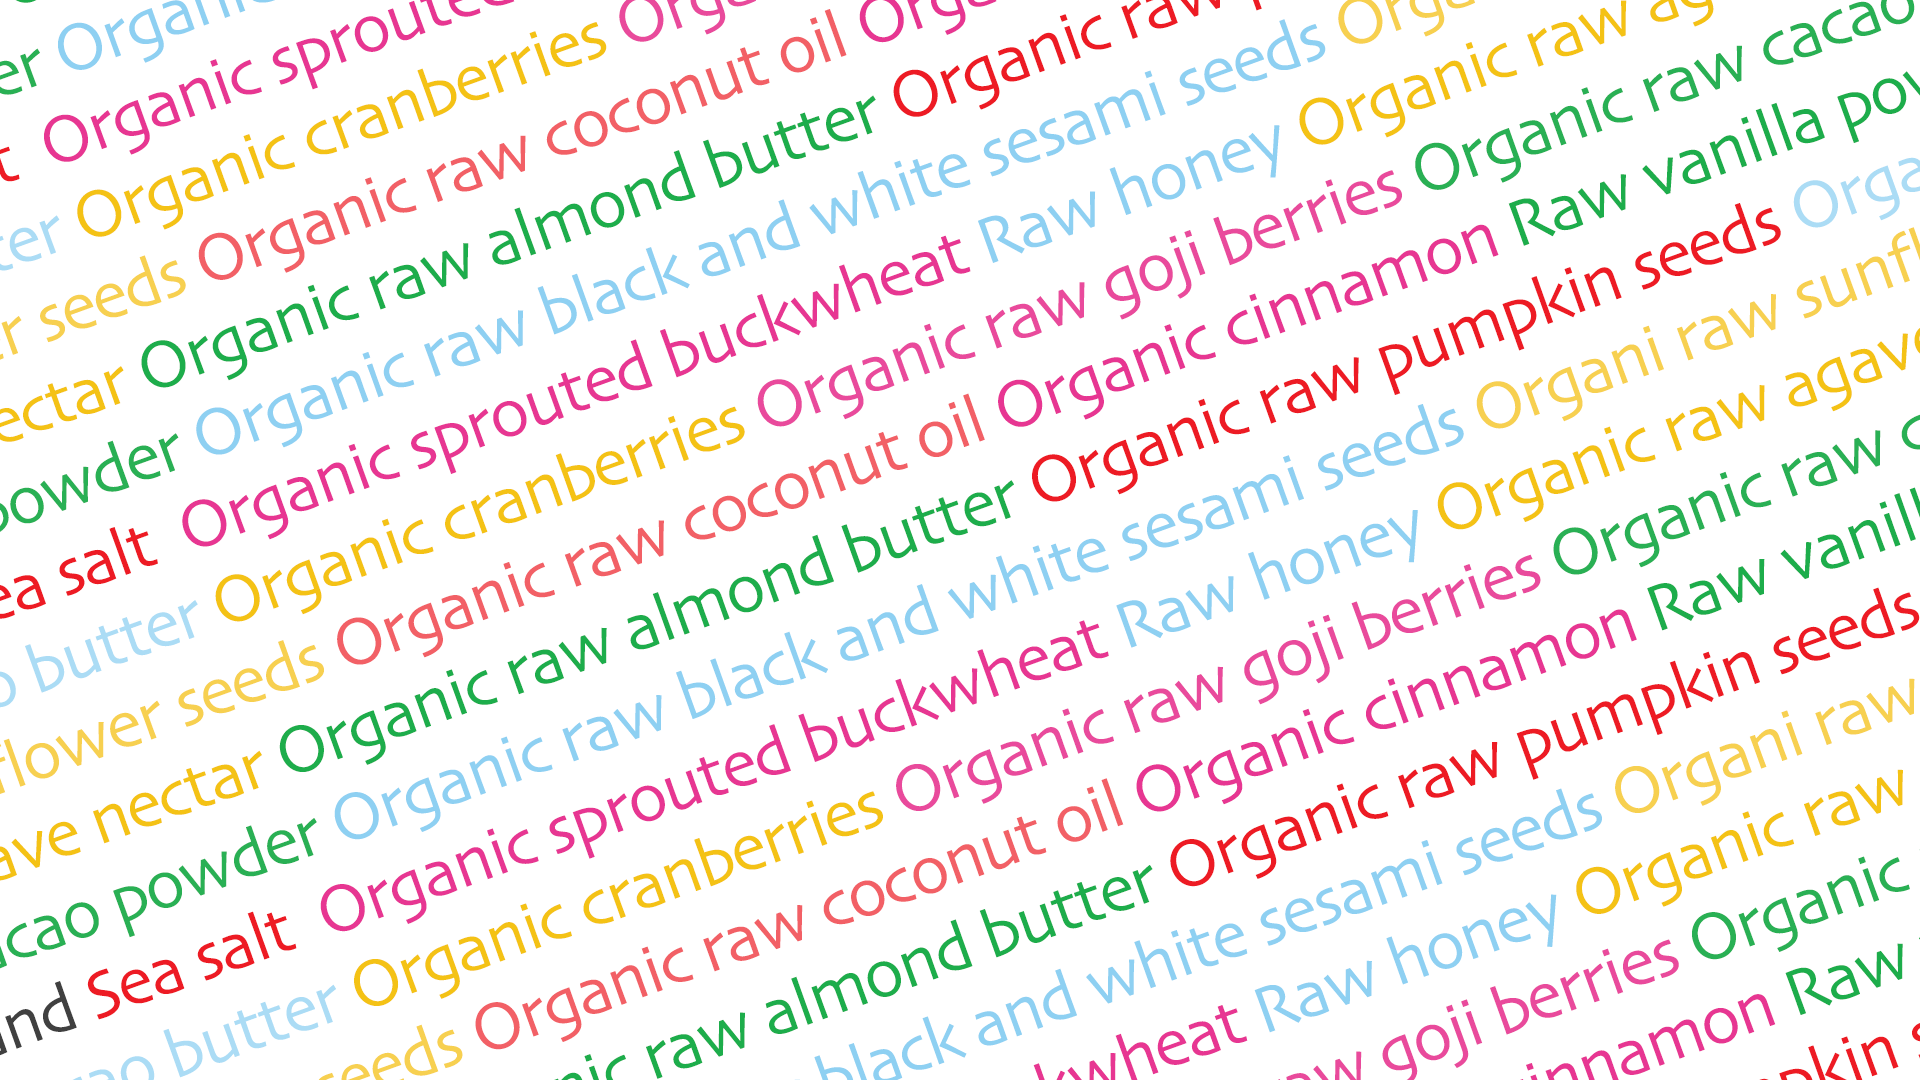 er Organic
t Organic sprouted
ter Organic cranberries Orga
r seeds Organic raw coconut oil Orga
ectar Organic raw almond butter Organic raw
powder Organic raw black and white sesami seeds Orga
ea salt Organic sprouted buckwheat Raw honey Organic raw ag
o butter Organic cranberries Organic raw goji berries Organic raw cacao
flower seeds Organic raw coconut oil Organic cinnamon Raw vanilla pow
ave nectar Organic raw almond butter Organic raw pumpkin seeds Orga
acao powder Organic raw black and white sesami seeds Organi raw sunfl
and Sea salt Organic sprouted buckwheat Raw honey Organic raw agave
cao butter Organic cranberries Organic raw goji berries Organic raw c
seeds Organic raw coconut oil Organic cinnamon Raw vanill
nic raw almond butter Organic raw pumpkin seeds
black and white sesami seeds Organi raw
kwheat Raw honey Organic raw
aw goji berries Organic
innamon Raw
pkin s